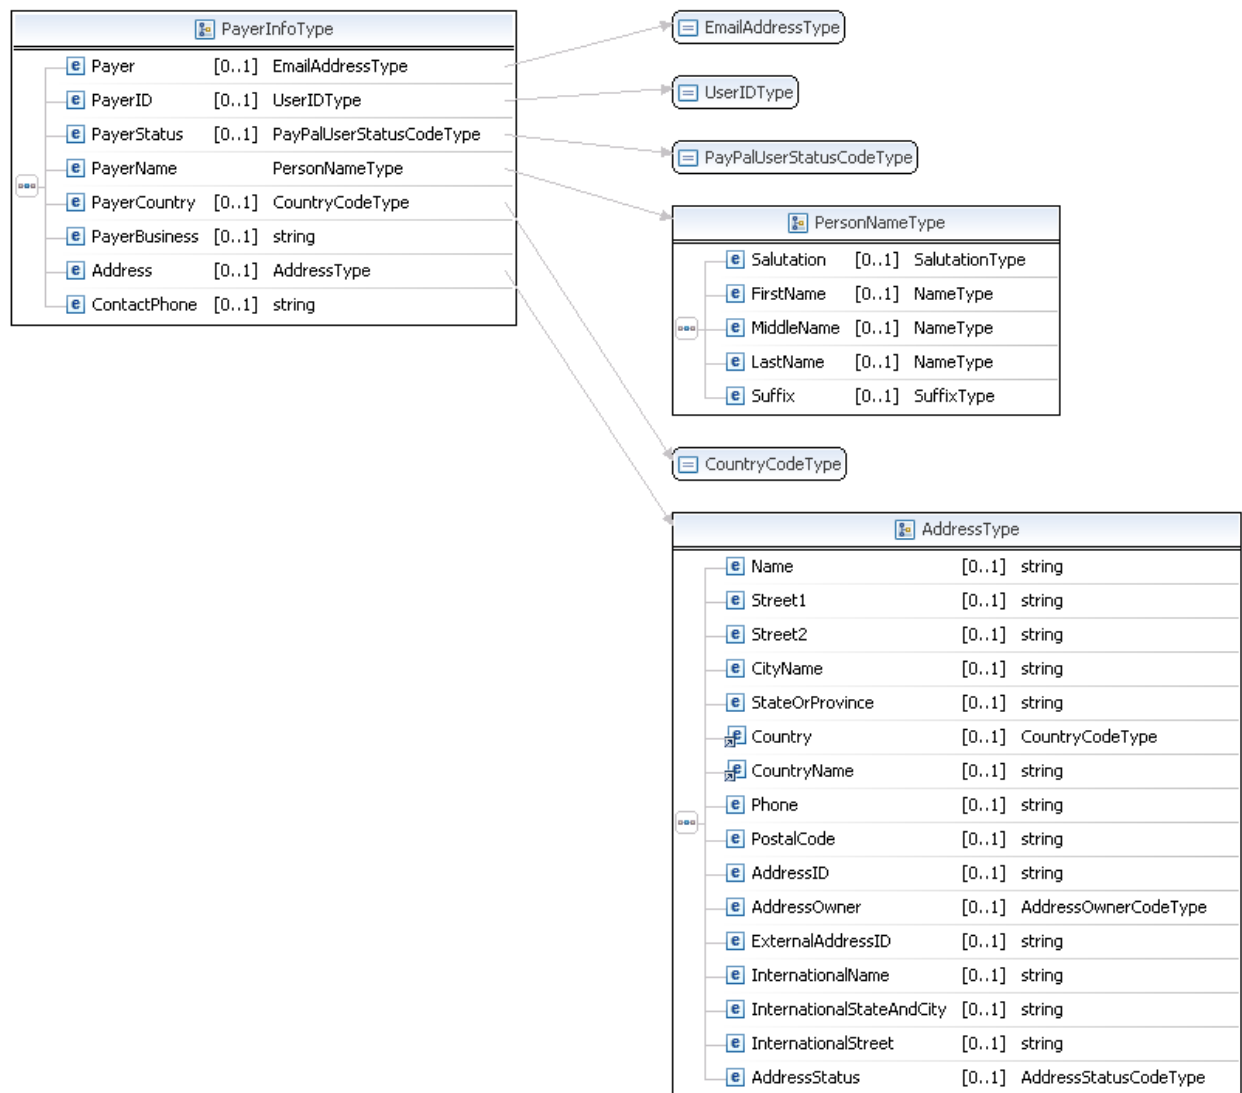 PayerInfoType
Payer [0..1] EmailAddressType
PayerID [0..1] UserIDType
PayerStatus [0..1] PayPalUserStatusCodeType
PayerName PersonNameType
PayerCountry [0..1] CountryCodeType
PayerBusiness [0..1] string
Address [0..1] AddressType
ContactPhone [0..1] string
EmailAddressType
UserIDType
PayPalUserStatusCodeType
PersonNameType
Salutation [0..1] SalutationType
FirstName [0..1] NameType
MiddleName [0..1] NameType
LastName [0..1] NameType
Suffix [0..1] SuffixType
CountryCodeType
AddressType
Name [0..1] string
Street1 [0..1] string
Street2 [0..1] string
CityName [0..1] string
StateOrProvince [0..1] string
Country [0..1] CountryCodeType
CountryName [0..1] string
Phone [0..1] string
PostalCode [0..1] string
AddressID [0..1] string
AddressOwner [0..1] AddressOwnerCodeType
ExternalAddressID [0..1] string
InternationalName [0..1] string
InternationalStateAndCity [0..1] string
InternationalStreet [0..1] string
AddressStatus [0..1] AddressStatusCodeType